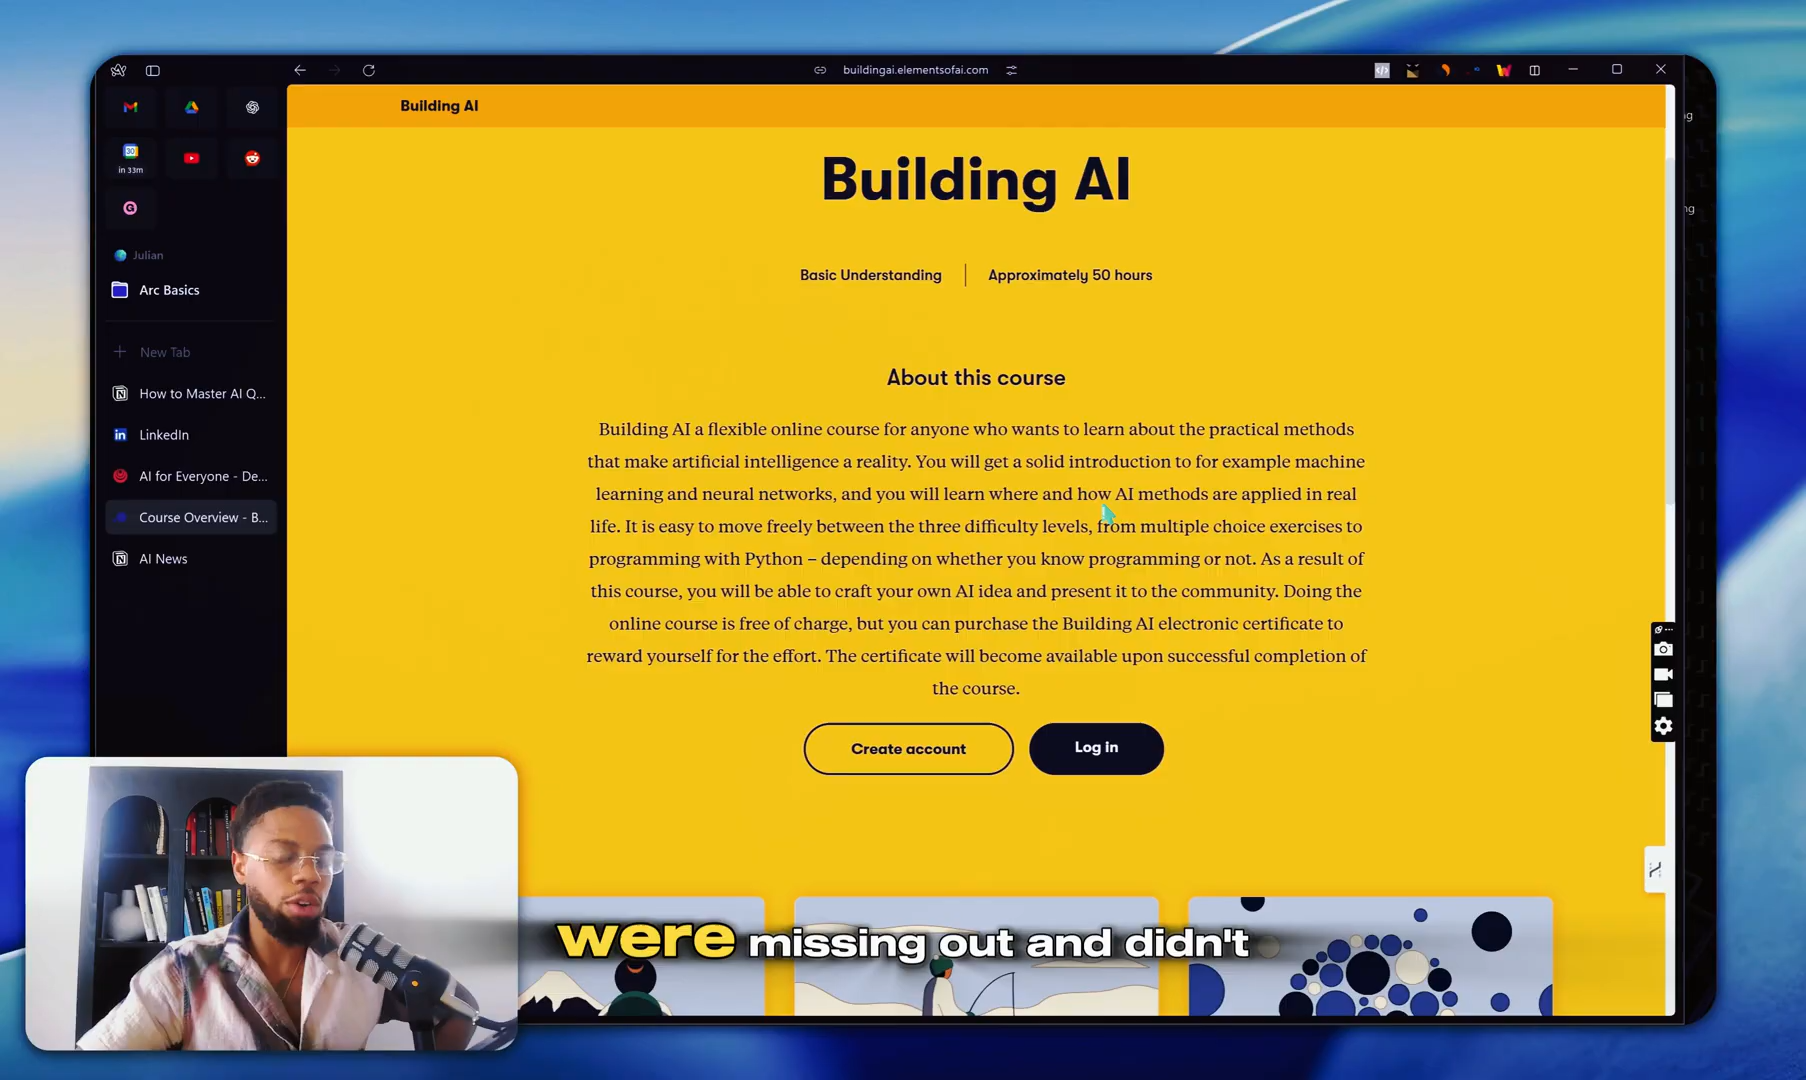 buildingai.elementsofai.com
30
in 33m
Julian
Arc Basics
New Tab
How to Master AI Q...
LinkedIn
AI for Everyone - De...
Course Overview - B...
AI News
Building AI
Building AI
Basic Understanding
Approximately 50 hours
About this course
Building AI a flexible online course for anyone who wants to learn about the practical methods
that make artificial intelligence a reality. You will get a solid introduction to for example machine
learning and neural networks, and you will learn where and how AI methods are applied in real
life. It is easy to move freely between the three difficulty levels, from multiple choice exercises to
programming with Python – depending on whether you know programming or not. As a result of
this course, you will be able to craft your own AI idea and present it to the community. Doing the
online course is free of charge, but you can purchase the Building AI electronic certificate to
reward yourself for the effort. The certificate will become available upon successful completion of
the course.
Create account
Log in
were missing out and didn't